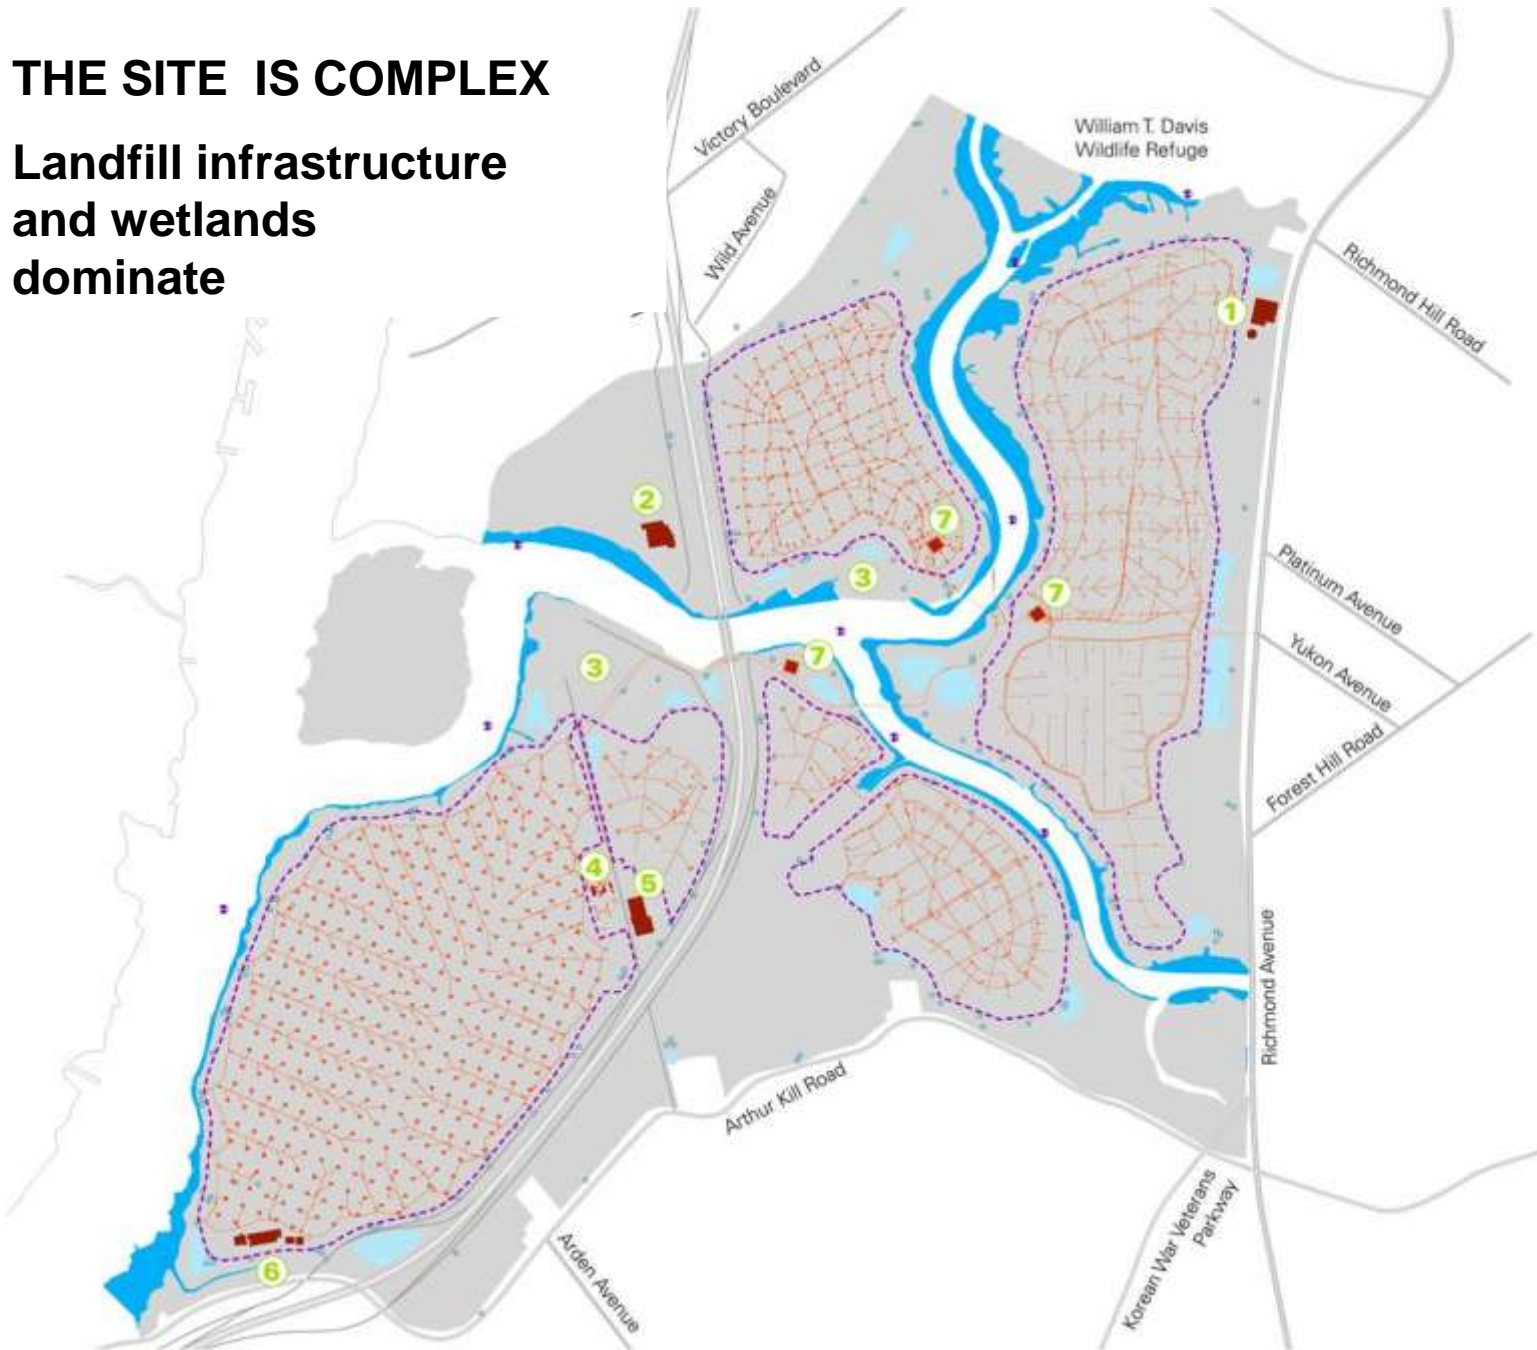 THE SITE IS COMPLEX
Landfill infrastructure
and wetlands
dominate
Victory Boulevard
William T. Davis
Wildlife Refuge
Wild Avenue
Richmond Hill Road
1
2
7
3
7
Platinum Avenue
7
3
Yukon Avenue
Forest Hill Road
4
5
Richmond Avenue
Arthur Kill Road
Korean War Veterans
Parkway
Arden Avenue
6